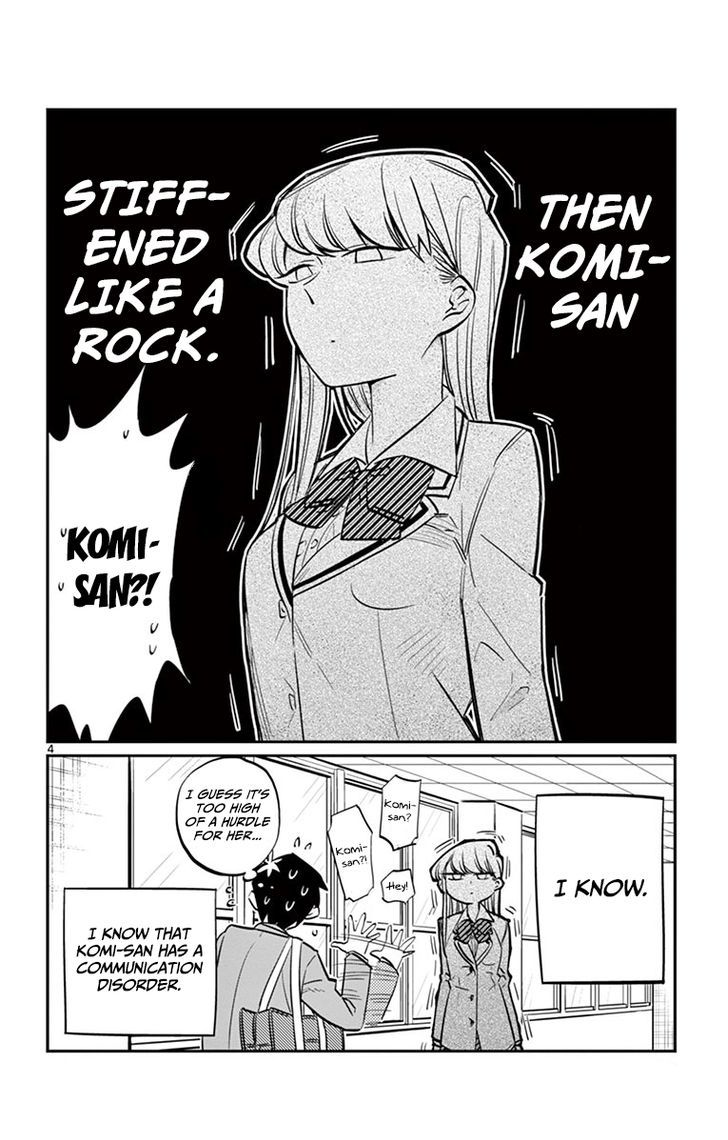 THEN
KOMI-
SAN
STIFF-
ENED
LIKE A
ROCK.
KOMI-
SAN?!
4
I KNOW.
Komi-
san?
Hey!
Komi-
san?!
I GUESS IT'S
TOO HIGH
OF A HURDLE
FOR HER...
I KNOW THAT
KOMI-SAN HAS A
COMMUNICATION
DISORDER.